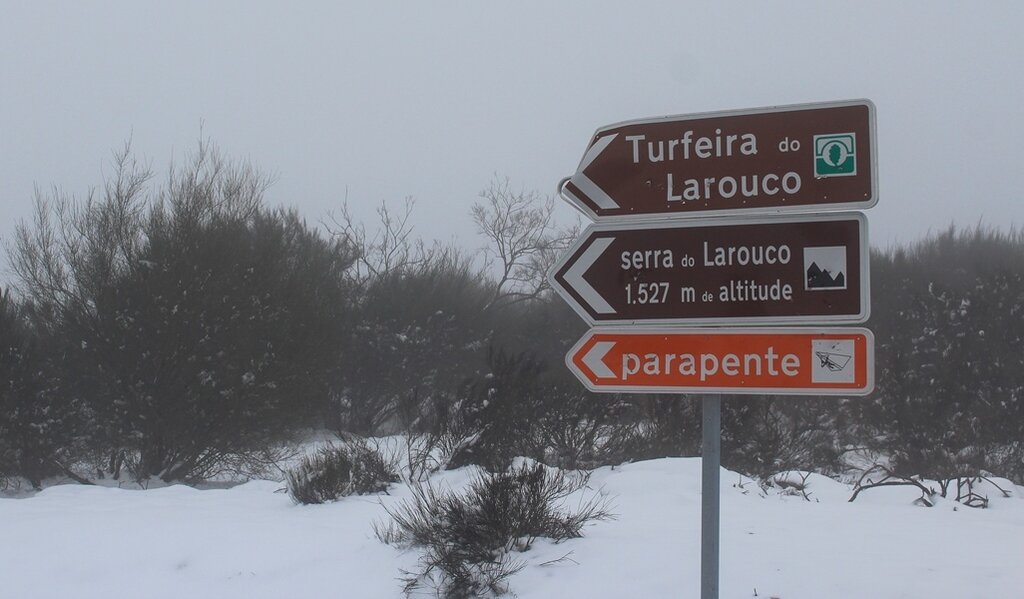 Turfeira do
Larouco
serra do Larouco
1.527 m de altitude
parapente